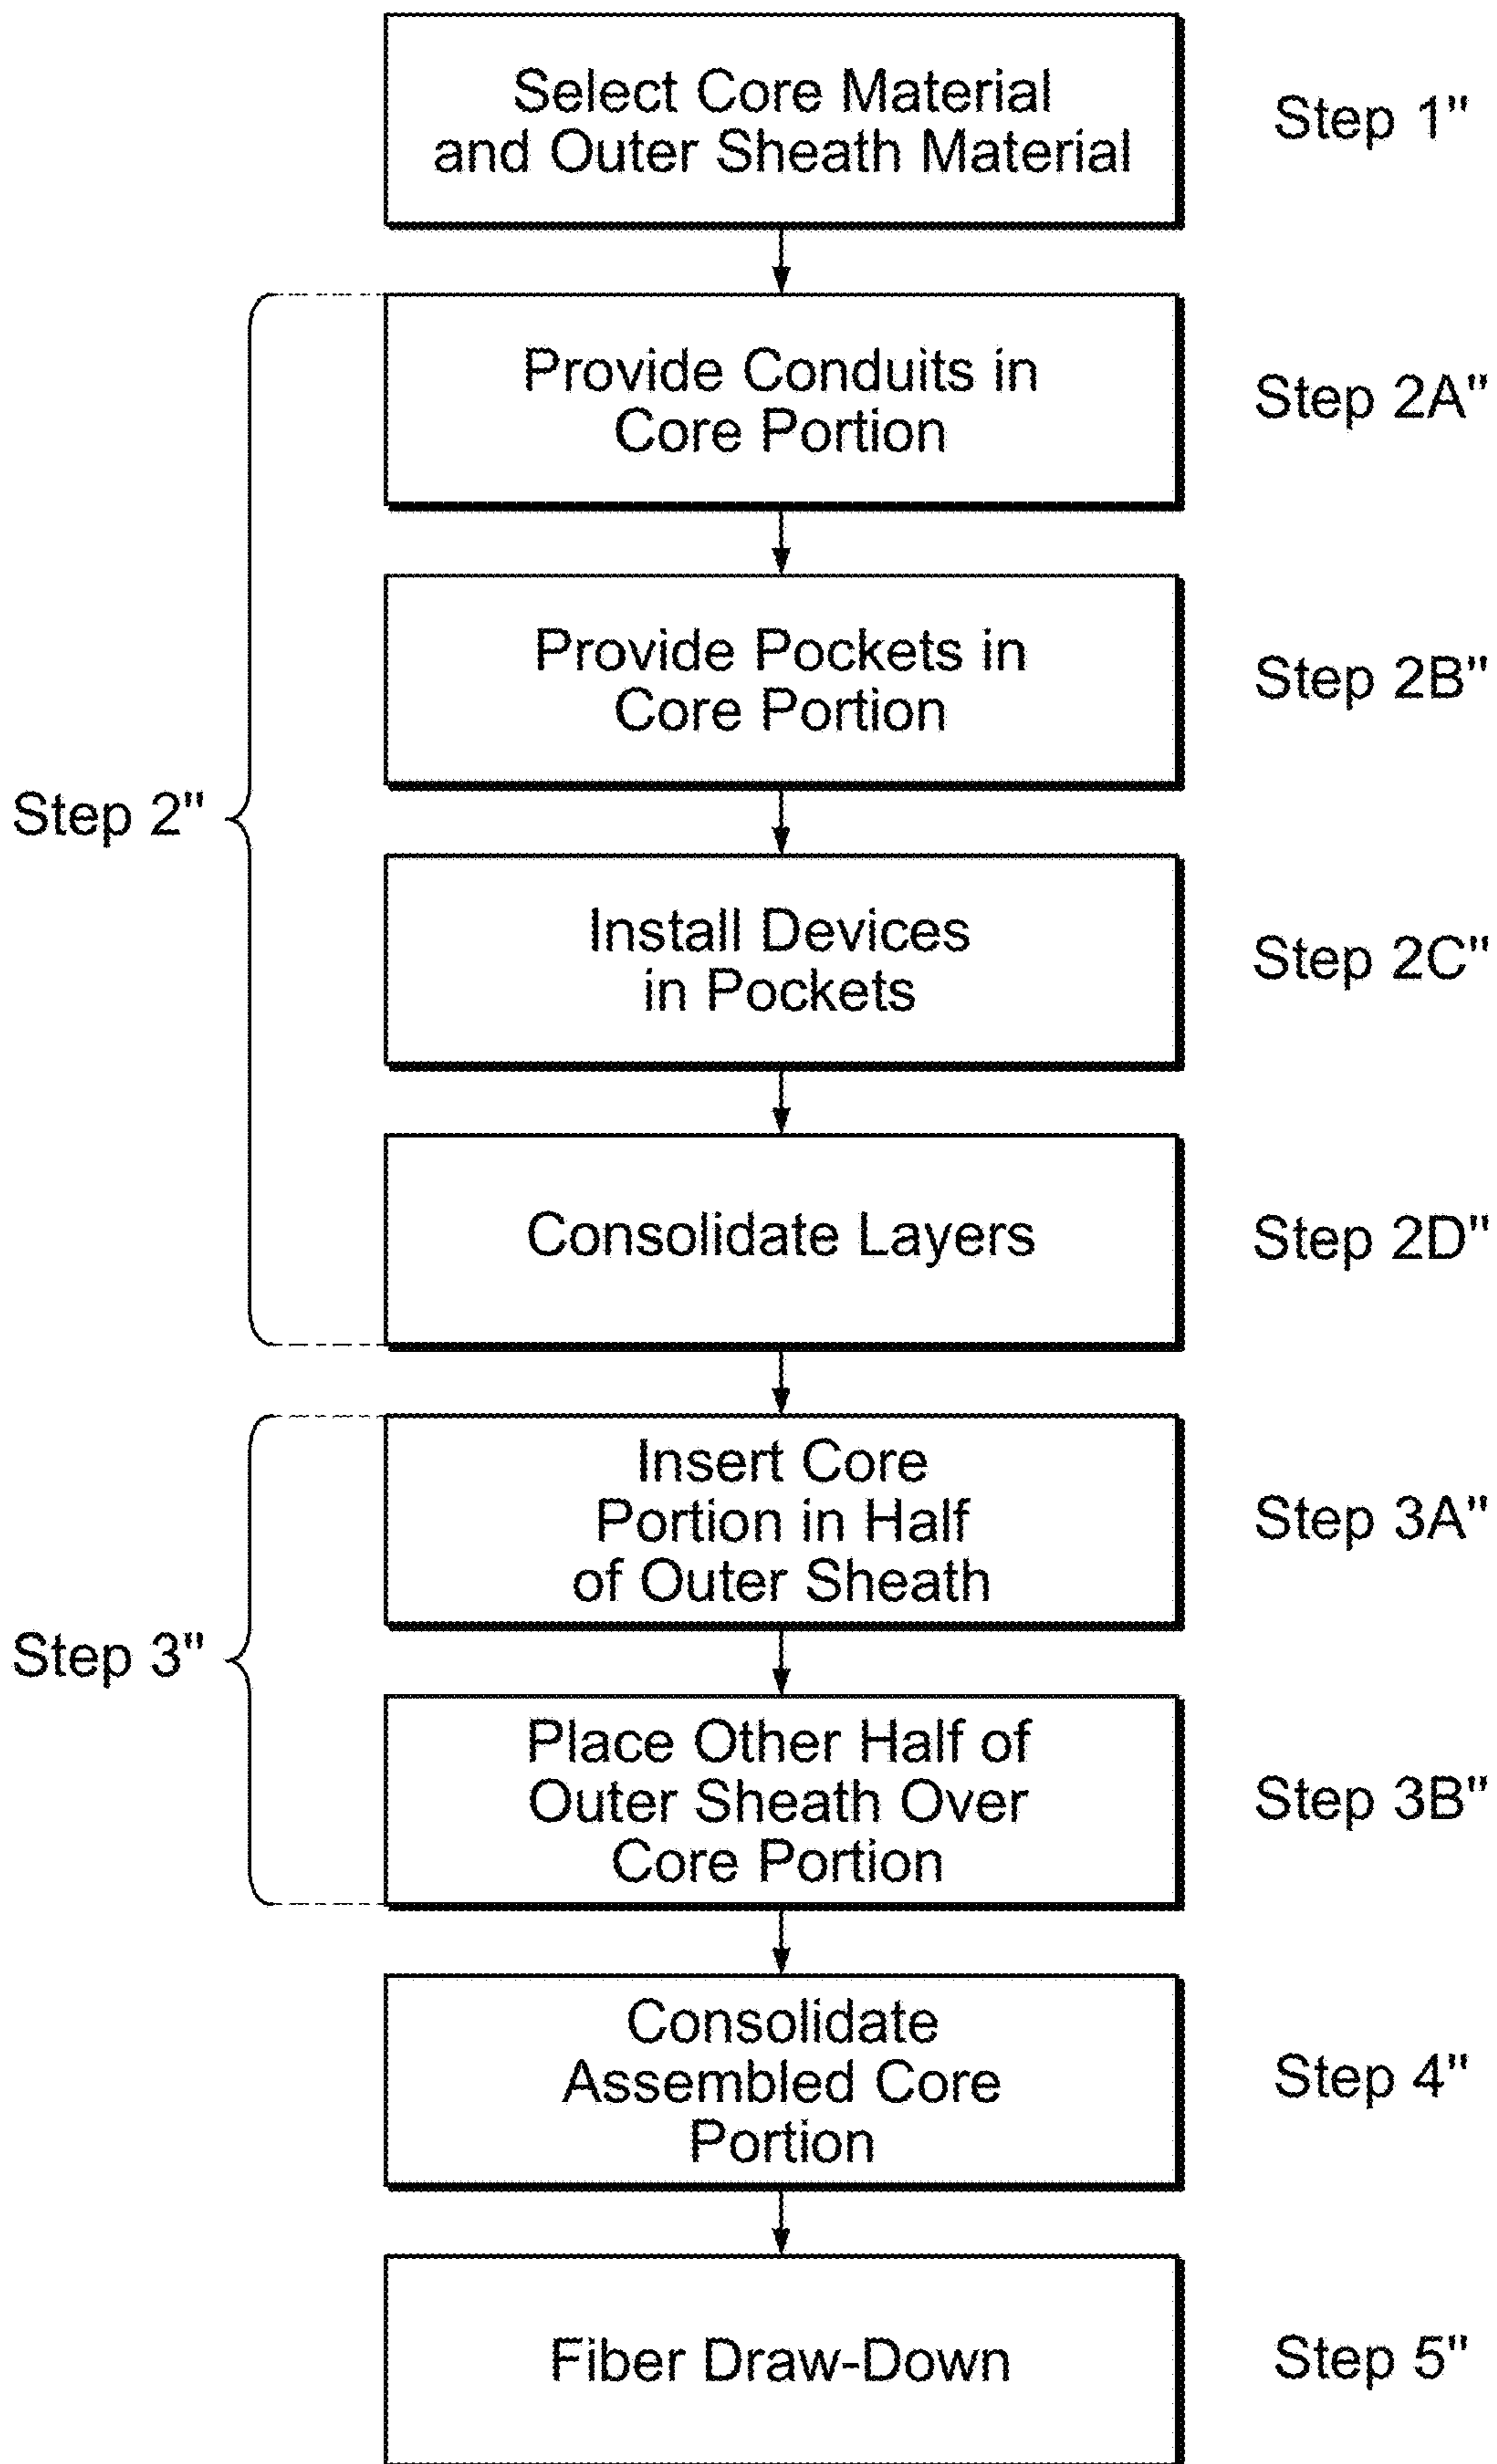 Select Core Material
and Outer Sheath Material
Step 1"
Provide Conduits in
Core Portion
Step 2A"
Provide Pockets in
Core Portion
Step 2B"
Step 2"
Install Devices
in Pockets
Step 2C"
Consolidate Layers
Step 2D"
Insert Core
Portion in Half
of Outer Sheath
Step 3A"
Step 3"
Place Other Half of
Outer Sheath Over
Core Portion
Step 3B"
Consolidate
Assembled Core
Portion
Step 4"
Fiber Draw-Down
Step 5"